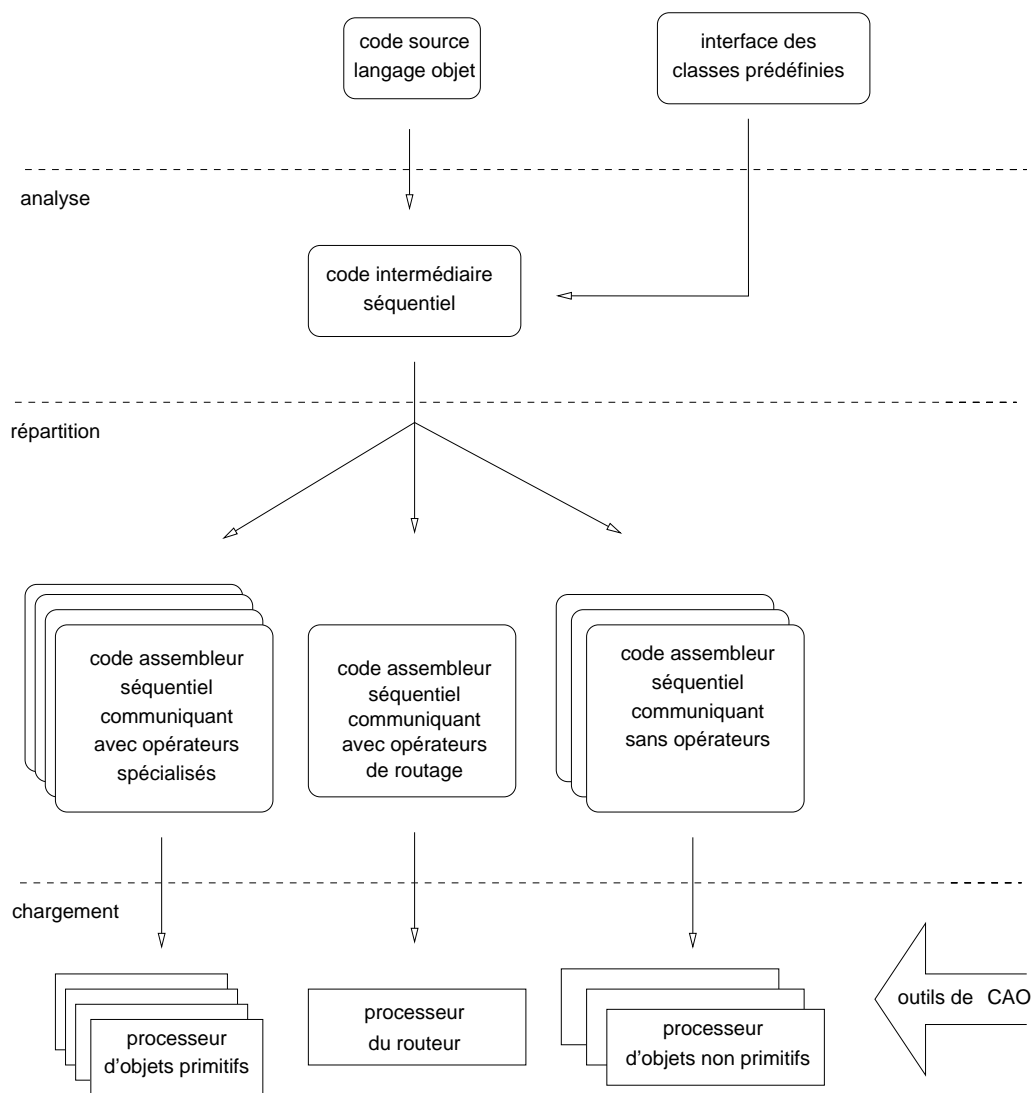 code source
langage objet
interface des
classes prédéfinies
analyse
code intermédiaire
séquentiel
répartition
code assembleur
séquentiel
communiquant
avec opérateurs
spécialisés
code assembleur
séquentiel
communiquant
avec opérateurs
de routage
code assembleur
séquentiel
communiquant
sans opérateurs
chargement
processeur
d'objets primitifs
processeur
du routeur
processeur
d'objets non primitifs
outils de CAO